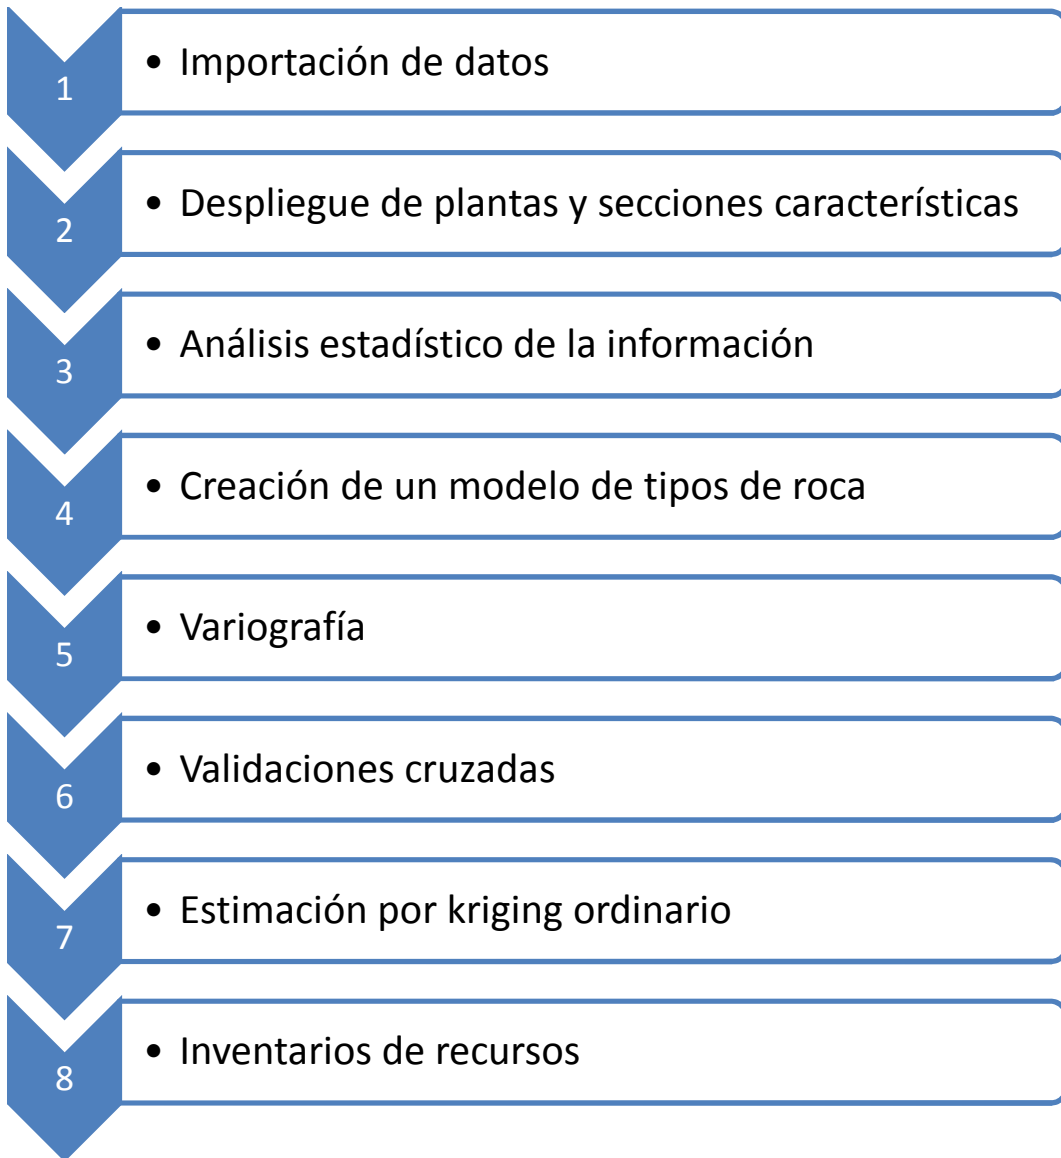 1
• Importación de datos
2
• Despliegue de plantas y secciones características
3
• Análisis estadístico de la información
4
• Creación de un modelo de tipos de roca
5
• Variografía
6
• Validaciones cruzadas
7
• Estimación por kriging ordinario
8
• Inventarios de recursos